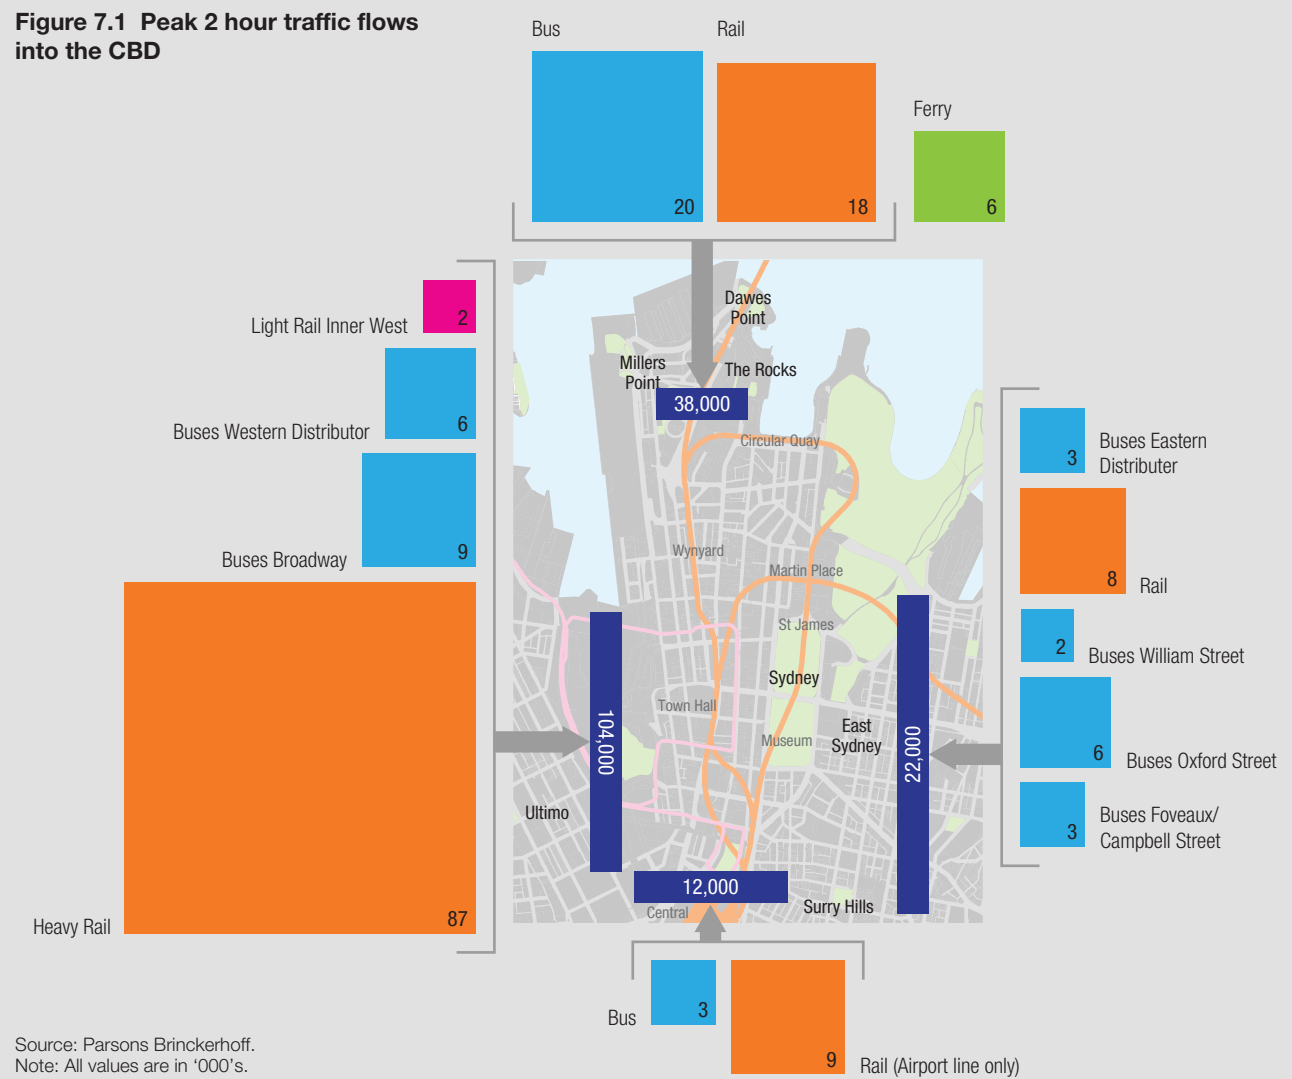 Figure 7.1 Peak 2 hour traffic flows
into the CBD
Bus
Rail
Ferry
20
18
6
2
Light Rail Inner West
6
Buses Western Distributor
9
Buses Broadway
87
Heavy Rail
Dawes
Point
Millers
Point
The Rocks
38,000
Circular Quay
Wynyard
Martin Place
St James
Sydney
Town Hall
Museum
East
Sydney
104,000
22,000
Ultimo
12,000
Central
Surry Hills
3
Buses Eastern
Distributer
8
Rail
2
Buses William Street
6
Buses Oxford Street
3
Buses Foveaux/
Campbell Street
Bus
3
9
Rail (Airport line only)
Source: Parsons Brinckerhoff.
Note: All values are in ‘000’s.